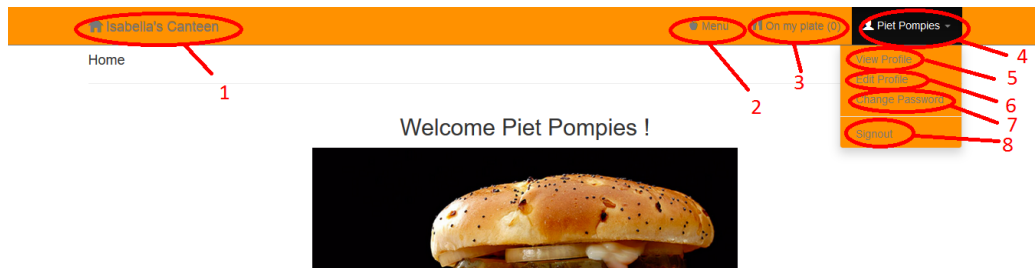 Isabella's Canteen Menu On my plate (0) Piet Pompies
Home
View Profile
Edit Profile
Change Password
Signout
1
2
3
4
5
6
7
8
Welcome Piet Pompies !